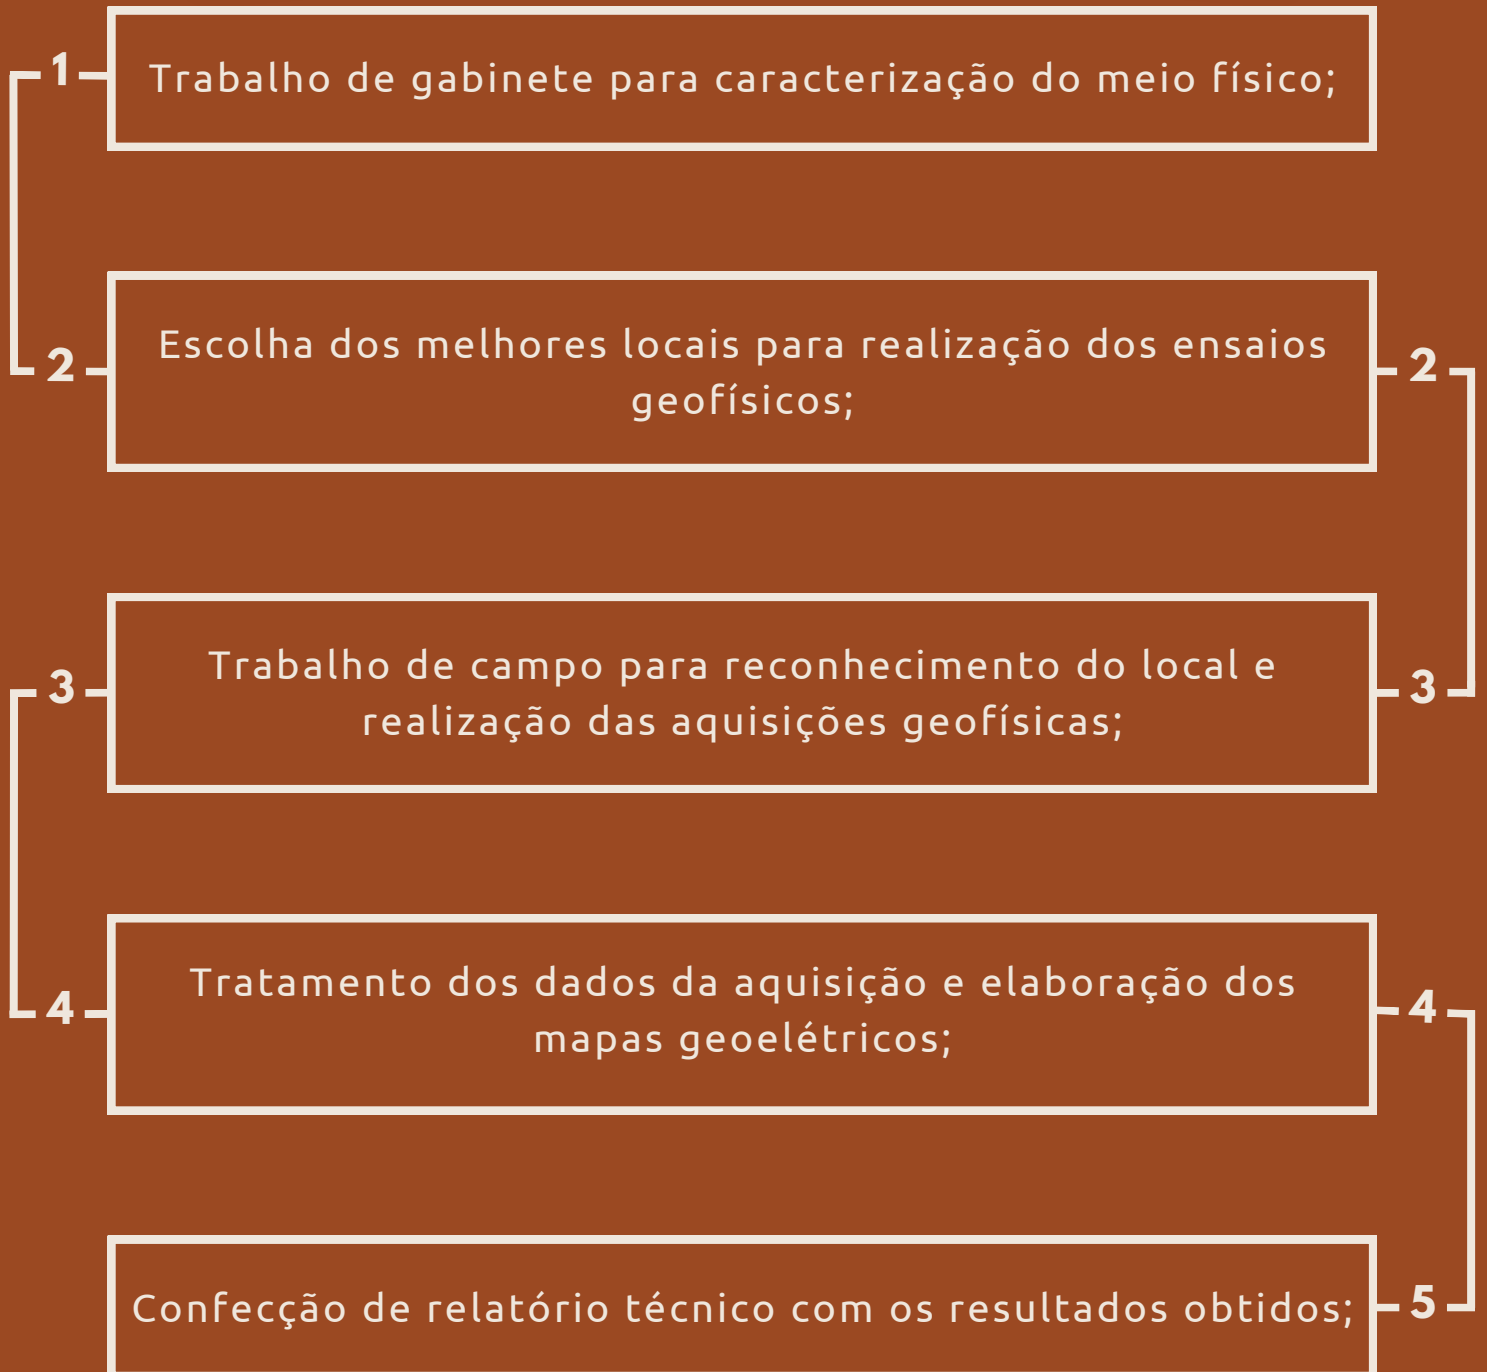 1
Trabalho de gabinete para caracterização do meio físico;
2
Escolha dos melhores locais para realização dos ensaios
geofísicos;
2
3
Trabalho de campo para reconhecimento do local e
realização das aquisições geofísicas;
3
4
Tratamento dos dados da aquisição e elaboração dos
mapas geoelétricos;
4
Confecção de relatório técnico com os resultados obtidos;
5